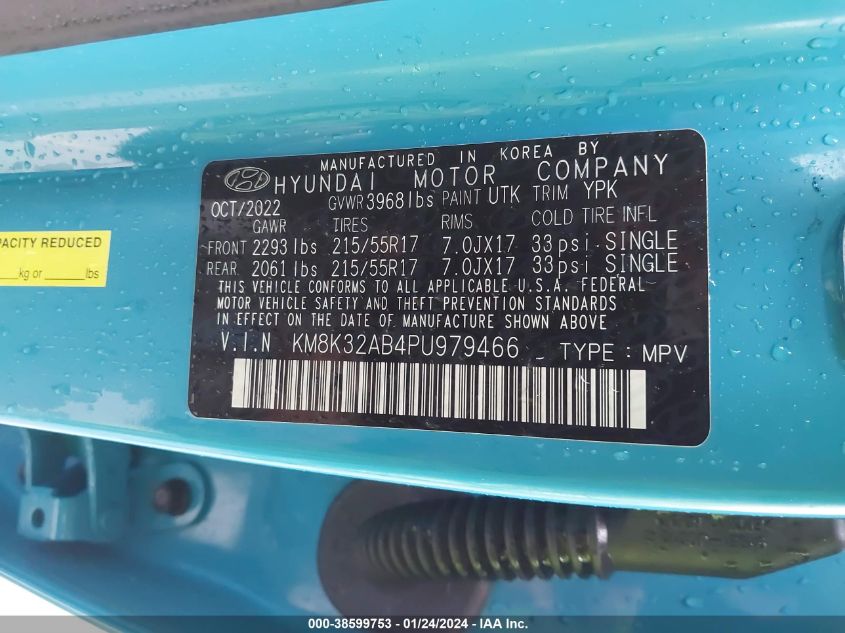 MANUFACTURED IN KOREA BY
HYUNDAI MOTOR COMPANY
OCT/2022 GVWR 3968 lbs PAINT UTK TRIM YPK
GAWR TIRES RIMS COLD TIRE INFL
FRONT 2293 lbs 215/55R17 7.0JX17 33 psi. SINGLE
REAR 2061 lbs 215/55R17 7.0JX17 33 psi. SINGLE
THIS VEHICLE CONFORMS TO ALL APPLICABLE U.S.A. FEDERAL
MOTOR VEHICLE SAFETY AND THEFT PREVENTION STANDARDS
IN EFFECT ON THE DATE OF MANUFACTURE SHOWN ABOVE
V.I.N KM8K32AB4PU979466 TYPE : MPV
APACITY REDUCED
___kg or ____lbs
000-38599753 - 01/24/2024 - IAA Inc.